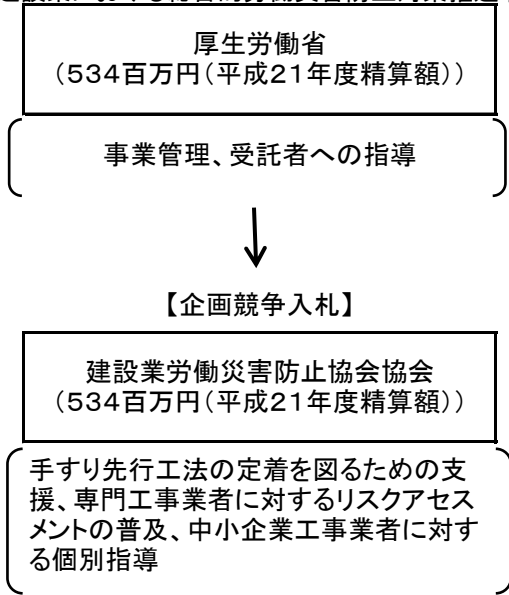 厚生労働省
（５３４百万円（平成２１年度精算額））
事業管理、受託者への指導
【企画競争入札】
建設業労働災害防止協会協会
（５３４百万円（平成２１年度精算額））
手すり先行工法の定着を図るための支
援、専門工事業者に対するリスクアセス
メントの普及、中小企業工事業者に対す
る個別指導